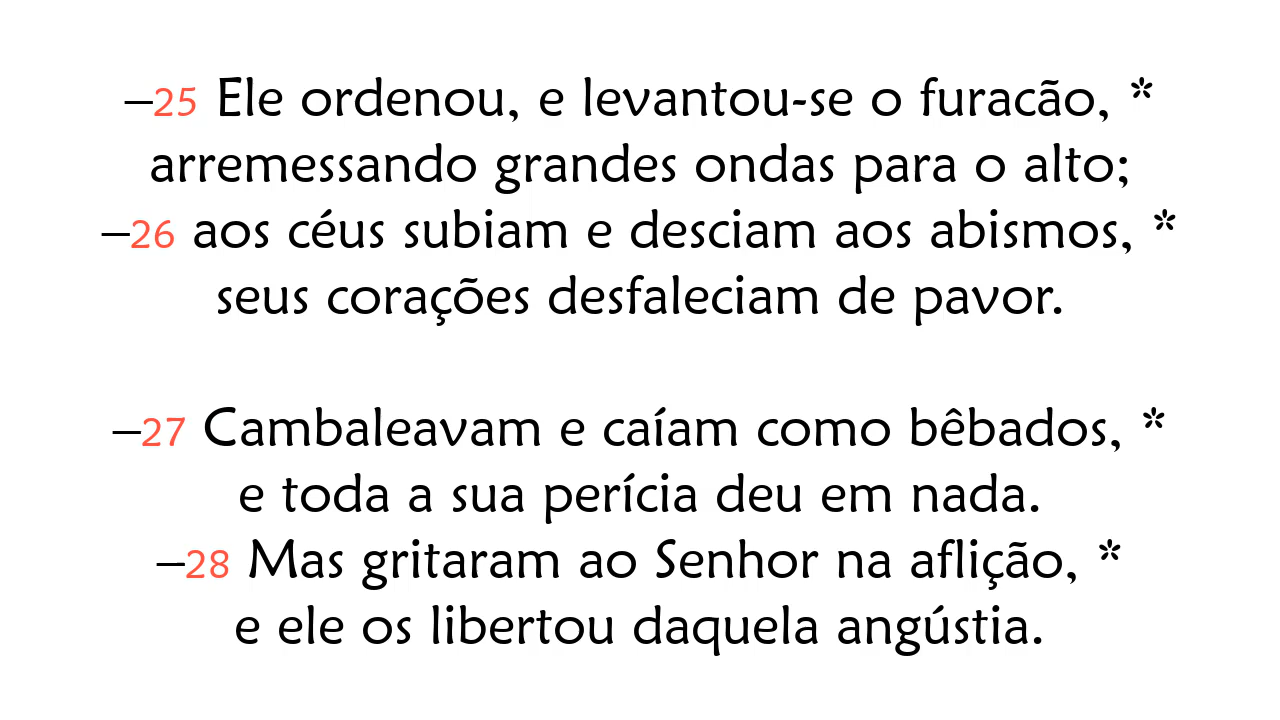 –25 Ele ordenou, e levantou-se o furacão, *
arremessando grandes ondas para o alto;
–26 aos céus subiam e desciam aos abismos, *
seus corações desfaleciam de pavor.
–27 Cambaleavam e caíam como bêbados, *
e toda a sua perícia deu em nada.
–28 Mas gritaram ao Senhor na aflição, *
e ele os libertou daquela angústia.